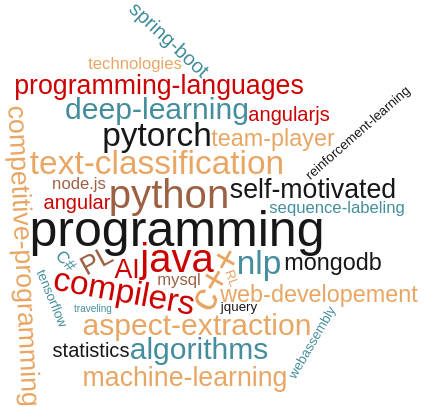 spring-boot
technologies
programming-languages
deep-learning
angularjs
reinforcement-learning
competitive-programming
pytorch
team-player
text-classification
node.js
python
self-motivated
angular
sequence-labeling
programming
C#
PL
AI
java
C++
nlp
mongodb
tensorflow
compilers
mysql
RL
web-developement
traveling
jquery
aspect-extraction
webassembly
statistics
algorithms
machine-learning